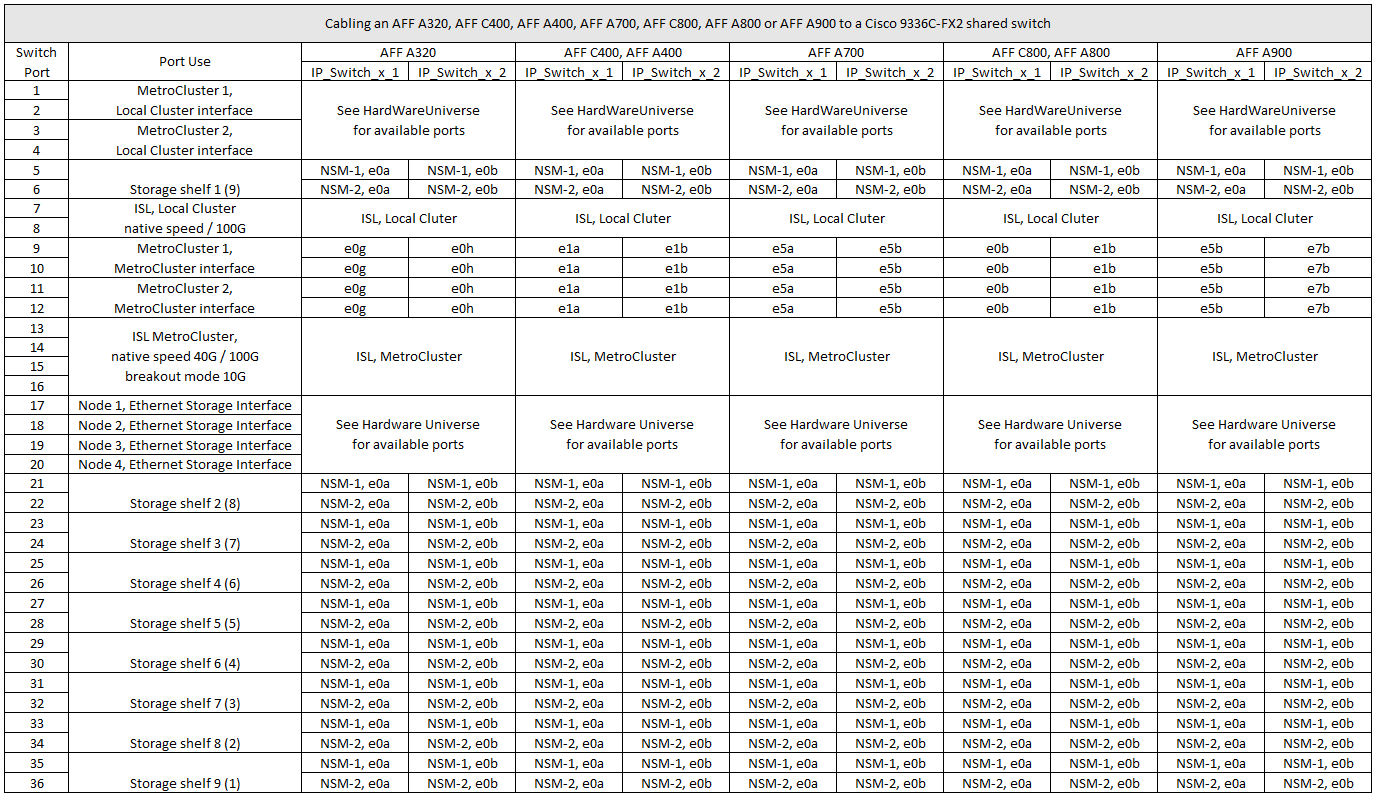 Cabling an AFF A320, AFF C400, AFF A400, AFF A700, AFF C800, AFF A800 or AFF A900 to a Cisco 9336C-FX2 shared switch
Switch Port Port Use AFF A320 AFF C400, AFF A400 AFF A700 AFF C800, AFF A800 AFF A900
IP_Switch_x_1 IP_Switch_x_2 IP_Switch_x_1 IP_Switch_x_2 IP_Switch_x_1 IP_Switch_x_2 IP_Switch_x_1 IP_Switch_x_2 IP_Switch_x_1 IP_Switch_x_2
1 MetroCluster 1,
2 Local Cluster interface See HardWareUniverse See HardWareUniverse See HardWareUniverse See HardWareUniverse See HardWareUniverse
3 MetroCluster 2, for available ports for available ports for available ports for available ports for available ports
4 Local Cluster interface
5 NSM-1, e0a NSM-1, e0b NSM-1, e0a NSM-1, e0b NSM-1, e0a NSM-1, e0b NSM-1, e0a NSM-1, e0b NSM-1, e0a NSM-1, e0b
6 Storage shelf 1 (9) NSM-2, e0a NSM-2, e0b NSM-2, e0a NSM-2, e0b NSM-2, e0a NSM-2, e0b NSM-2, e0a NSM-2, e0b NSM-2, e0a NSM-2, e0b
7 ISL, Local Cluster ISL, Local Cluter ISL, Local Cluter ISL, Local Cluter ISL, Local Cluter ISL, Local Cluter
8 native speed / 100G
9 MetroCluster 1, e0g e0h e1a e1b e5a e5b e0b e1b e5b e7b
10 MetroCluster interface e0g e0h e1a e1b e5a e5b e0b e1b e5b e7b
11 MetroCluster 2, e0g e0h e1a e1b e5a e5b e0b e1b e5b e7b
12 MetroCluster interface e0g e0h e1a e1b e5a e5b e0b e1b e5b e7b
13 ISL MetroCluster,
14 native speed 40G / 100G ISL, MetroCluster ISL, MetroCluster ISL, MetroCluster ISL, MetroCluster ISL, MetroCluster
15 breakout mode 10G
16
17 Node 1, Ethernet Storage Interface
18 Node 2, Ethernet Storage Interface See Hardware Universe See Hardware Universe See Hardware Universe See Hardware Universe See Hardware Universe
19 Node 3, Ethernet Storage Interface for available ports for available ports for available ports for available ports for available ports
20 Node 4, Ethernet Storage Interface
21 NSM-1, e0a NSM-1, e0b NSM-1, e0a NSM-1, e0b NSM-1, e0a NSM-1, e0b NSM-1, e0a NSM-1, e0b NSM-1, e0a NSM-1, e0b
22 Storage shelf 2 (8) NSM-2, e0a NSM-2, e0b NSM-2, e0a NSM-2, e0b NSM-2, e0a NSM-2, e0b NSM-2, e0a NSM-2, e0b NSM-2, e0a NSM-2, e0b
23 NSM-1, e0a NSM-1, e0b NSM-1, e0a NSM-1, e0b NSM-1, e0a NSM-1, e0b NSM-1, e0a NSM-1, e0b NSM-1, e0a NSM-1, e0b
24 Storage shelf 3 (7) NSM-2, e0a NSM-2, e0b NSM-2, e0a NSM-2, e0b NSM-2, e0a NSM-2, e0b NSM-2, e0a NSM-2, e0b NSM-2, e0a NSM-2, e0b
25 NSM-1, e0a NSM-1, e0b NSM-1, e0a NSM-1, e0b NSM-1, e0a NSM-1, e0b NSM-1, e0a NSM-1, e0b NSM-1, e0a NSM-1, e0b
26 Storage shelf 4 (6) NSM-2, e0a NSM-2, e0b NSM-2, e0a NSM-2, e0b NSM-2, e0a NSM-2, e0b NSM-2, e0a NSM-2, e0b NSM-2, e0a NSM-2, e0b
27 NSM-1, e0a NSM-1, e0b NSM-1, e0a NSM-1, e0b NSM-1, e0a NSM-1, e0b NSM-1, e0a NSM-1, e0b NSM-1, e0a NSM-1, e0b
28 Storage shelf 5 (5) NSM-2, e0a NSM-2, e0b NSM-2, e0a NSM-2, e0b NSM-2, e0a NSM-2, e0b NSM-2, e0a NSM-2, e0b NSM-2, e0a NSM-2, e0b
29 NSM-1, e0a NSM-1, e0b NSM-1, e0a NSM-1, e0b NSM-1, e0a NSM-1, e0b NSM-1, e0a NSM-1, e0b NSM-1, e0a NSM-1, e0b
30 Storage shelf 6 (4) NSM-2, e0a NSM-2, e0b NSM-2, e0a NSM-2, e0b NSM-2, e0a NSM-2, e0b NSM-2, e0a NSM-2, e0b NSM-2, e0a NSM-2, e0b
31 NSM-1, e0a NSM-1, e0b NSM-1, e0a NSM-1, e0b NSM-1, e0a NSM-1, e0b NSM-1, e0a NSM-1, e0b NSM-1, e0a NSM-1, e0b
32 Storage shelf 7 (3) NSM-2, e0a NSM-2, e0b NSM-2, e0a NSM-2, e0b NSM-2, e0a NSM-2, e0b NSM-2, e0a NSM-2, e0b NSM-2, e0a NSM-2, e0b
33 NSM-1, e0a NSM-1, e0b NSM-1, e0a NSM-1, e0b NSM-1, e0a NSM-1, e0b NSM-1, e0a NSM-1, e0b NSM-1, e0a NSM-1, e0b
34 Storage shelf 8 (2) NSM-2, e0a NSM-2, e0b NSM-2, e0a NSM-2, e0b NSM-2, e0a NSM-2, e0b NSM-2, e0a NSM-2, e0b NSM-2, e0a NSM-2, e0b
35 NSM-1, e0a NSM-1, e0b NSM-1, e0a NSM-1, e0b NSM-1, e0a NSM-1, e0b NSM-1, e0a NSM-1, e0b NSM-1, e0a NSM-1, e0b
36 Storage shelf 9 (1) NSM-2, e0a NSM-2, e0b NSM-2, e0a NSM-2, e0b NSM-2, e0a NSM-2, e0b NSM-2, e0a NSM-2, e0b NSM-2, e0a NSM-2, e0b